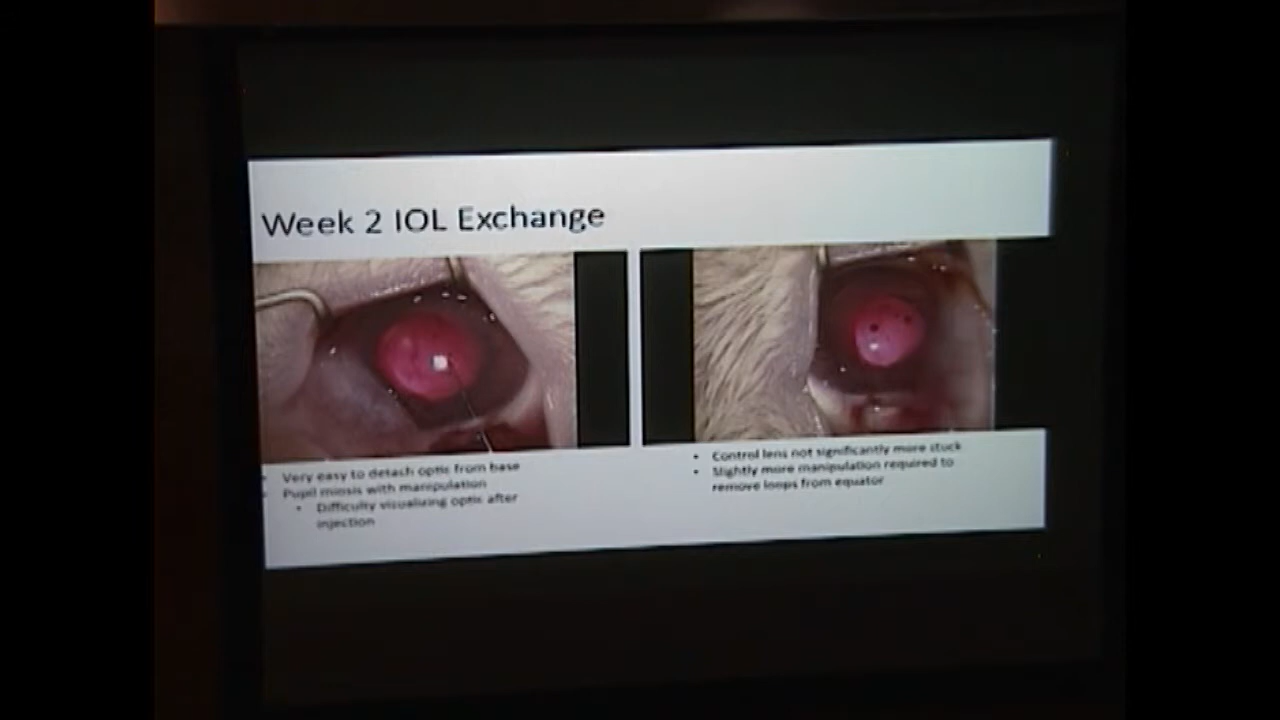 Week 2 IOL Exchange
• Very easy to detach optic from base
• Pupil miosis with manipulation
• Difficulty visualizing optic after
injection
• Control lens not significantly more stuck
• Slightly more manipulation required to
remove loops from equator